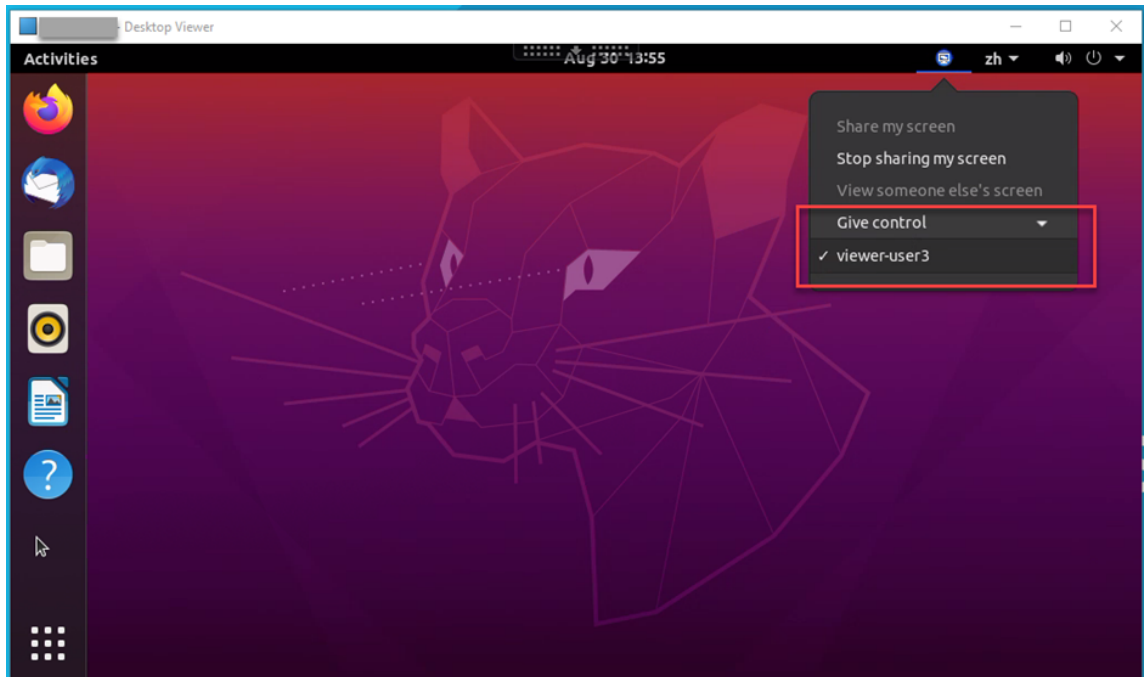 - Desktop Viewer
Activities
Aug 30 13:55
zh
Share my screen
Stop sharing my screen
View someone else's screen
Give control
✓ viewer-user3
?